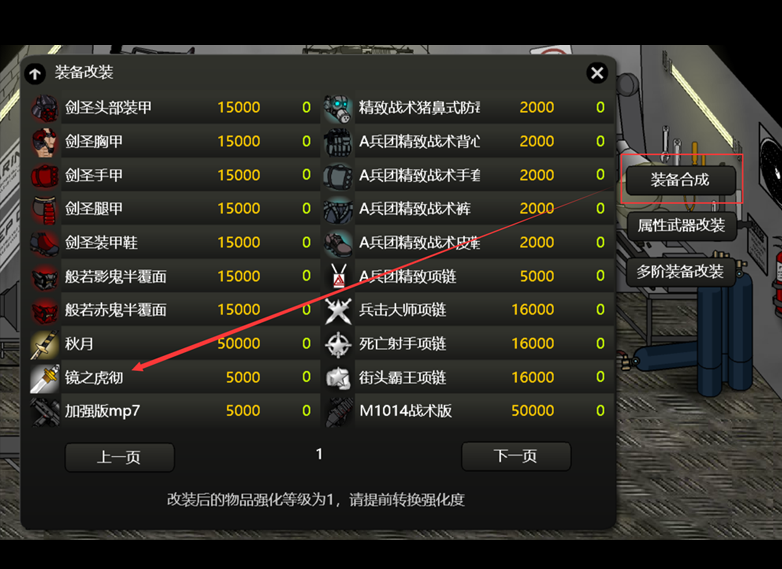 装备改装
剑圣头部装甲 15000 0
精致战术猪鼻式防毒 2000 0
剑圣胸甲 15000 0
A兵团精致战术背心 2000 0
剑圣手甲 15000 0
A兵团精致战术手套 2000 0
剑圣腿甲 15000 0
A兵团精致战术裤 2000 0
剑圣装甲鞋 15000 0
A兵团精致战术皮鞋 2000 0
般若影鬼半覆面 15000 0
A兵团精致项链 5000 0
般若赤鬼半覆面 15000 0
兵击大师项链 16000 0
秋月 50000 0
死亡射手项链 16000 0
镜之虎彻 5000 0
街头霸王项链 16000 0
加强版mp7 5000 0
M1014战术版 50000 0
上一页
1
下一页
改装后的物品强化等级为1，请提前转换强化度
装备合成
属性武器改装
多阶装备改装